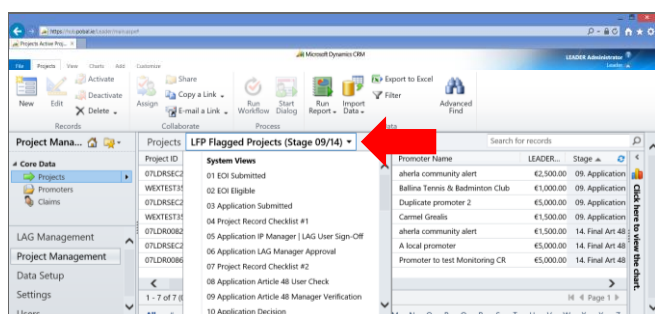 Projects Active Proj...
Microsoft Dynamics CRM
LEADER Administrator
File Projects View Charts Add Customize
New
Edit
Activate
Deactivate
Delete
Records
Assign
Share
Copy a Link
E-mail a Link
Collaborate
Run Workflow
Start Dialog
Process
Run Report
Import Data
Export to Excel
Filter
Advanced Find
Data
Project Mana...
Projects LFP Flagged Projects (Stage 09/14)
Search for records
Core Data
Projects
Promoters
Claims
LAG Management
Project Management
Data Setup
Settings
Users
Project ID
07LDRSEC2
WEXTEST3
07LDRSEC2
WEXTEST3
07LDR0082
07LDRSEC2
07LDR0086
System Views
01 EOI Submitted
02 EOI Eligible
03 Application Submitted
04 Project Record Checklist #1
05 Application IP Manager | LAG User Sign-Off
06 Application LAG Manager Approval
07 Project Record Checklist #2
08 Application Article 48 User Check
09 Application Article 48 Manager Verification
10 Application Decision
Promoter Name LEADER... Stage
aherla community alert €2,500.00 09. Application
Ballina Tennis & Badminton Club €1,000.00 09. Application
Duplicate promoter 2 €5,000.00 09. Application
Carmel Grealis €1,500.00 09. Application
aherla community alert €1,500.00 14. Final Art 48
A local promoter €5,000.00 14. Final Art 48
Promoter to test Monitoring CR €5,000.00 14. Final Art 48
Click here to view the chart.
1 - 7 of 7
Page 1